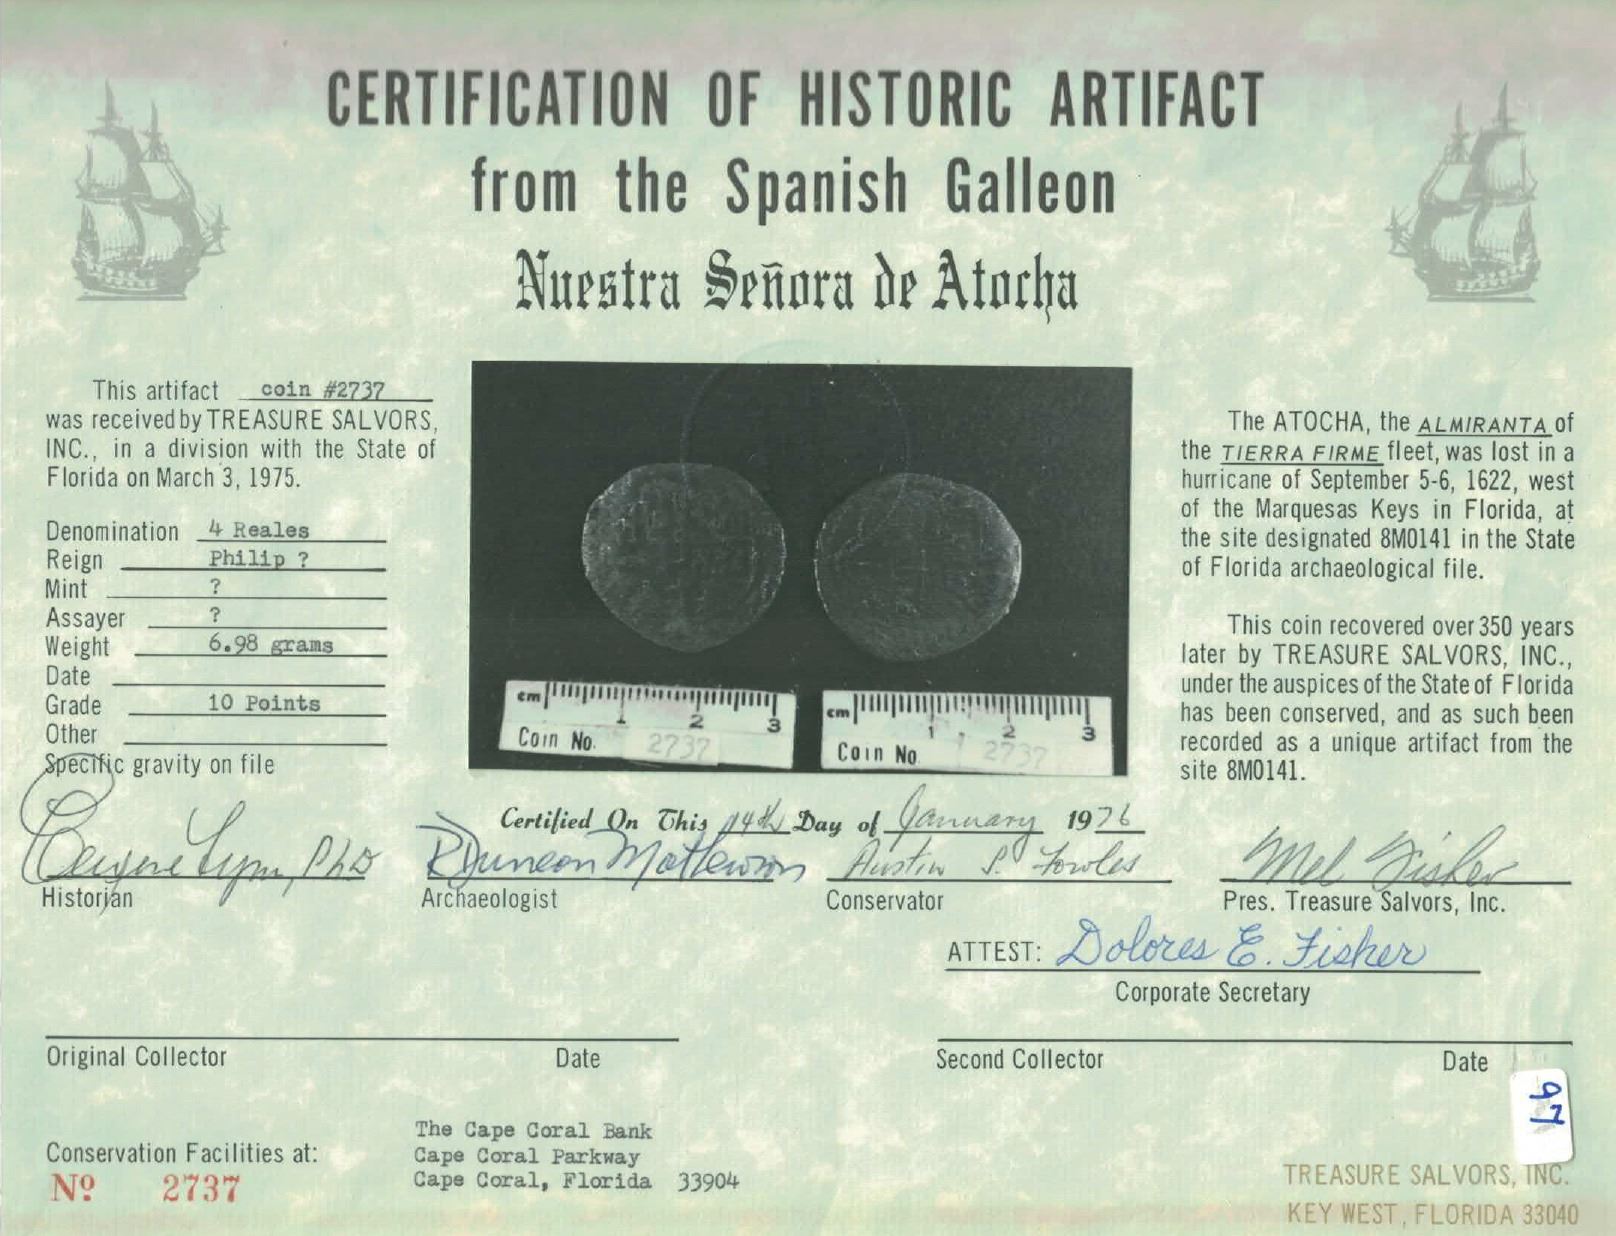 CERTIFICATION OF HISTORIC ARTIFACT
from the Spanish Galleon
Nuestra Señora de Atocha
This artifact coin #2737
was received by TREASURE SALVORS,
INC., in a division with the State of
Florida on March 3, 1975.
Denomination 4 Reales
Reign Philip ?
Mint ?
Assayer ?
Weight 6.98 grams
Date
Grade 10 Points
Other
Specific gravity on file
cm 1 2 3
Coin No. 2737
cm 1 2 3
Coin No 2737
The ATOCHA, the ALMIRANTA of
the TIERRA FIRME fleet, was lost in a
hurricane of September 5-6, 1622, west
of the Marquesas Keys in Florida, at
the site designated 8M0141 in the State
of Florida archaeological file.
This coin recovered over 350 years
later by TREASURE SALVORS, INC.,
under the auspices of the State of Florida
has been conserved, and as such been
recorded as a unique artifact from the
site 8M0141.
Certified On This 14th Day of January 1976
Eugene Lyon, PhD
Historian
R Duncan Mathewson
Archaeologist
Austin S. Fowles
Conservator
Mel Fisher
Pres. Treasure Salvors, Inc.
ATTEST: Dolores E. Fisher
Corporate Secretary
Original Collector Date
Second Collector Date
97
Conservation Facilities at:
The Cape Coral Bank
Cape Coral Parkway
Cape Coral, Florida 33904
Nº 2737
TREASURE SALVORS, INC.
KEY WEST, FLORIDA 33040